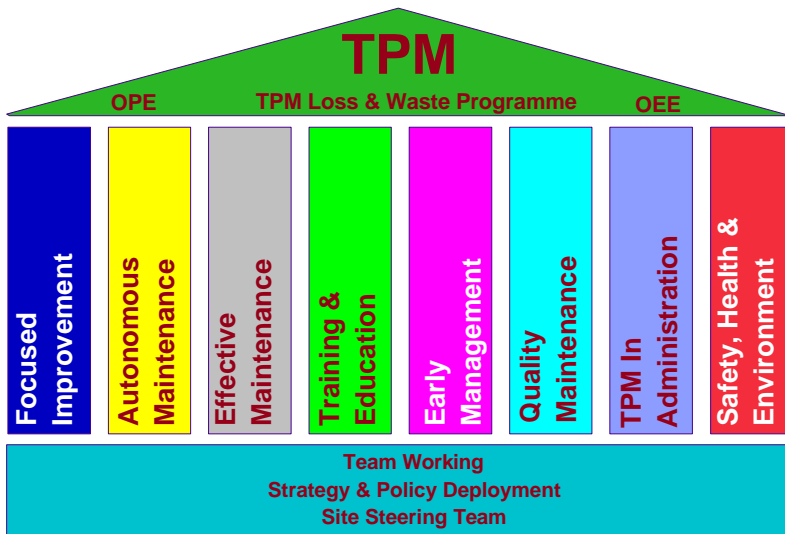 TPM
OPE TPM Loss & Waste Programme OEE
Focused
Improvement
Autonomous
Maintenance
Effective
Maintenance
Training &
Education
Early
Management
Quality
Maintenance
TPM In
Administration
Safety, Health &
Environment
Team Working
Strategy & Policy Deployment
Site Steering Team